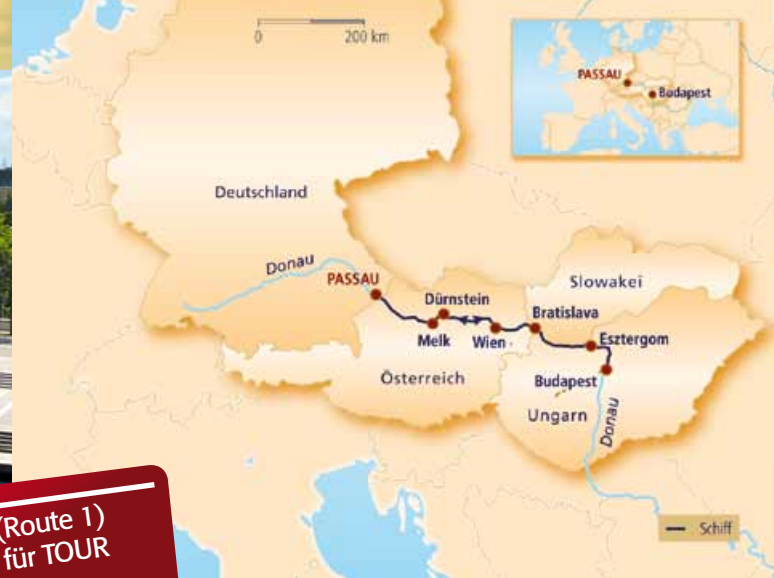 0 200 km
PASSAU
Budapest
Deutschland
Donau
PASSAU
Slowakei
Dürnstein
Bratislava
Melk
Wien
Esztergom
Österreich
Budapest
Ungarn
Donau
Schiff
(Route 1)
für TOUR